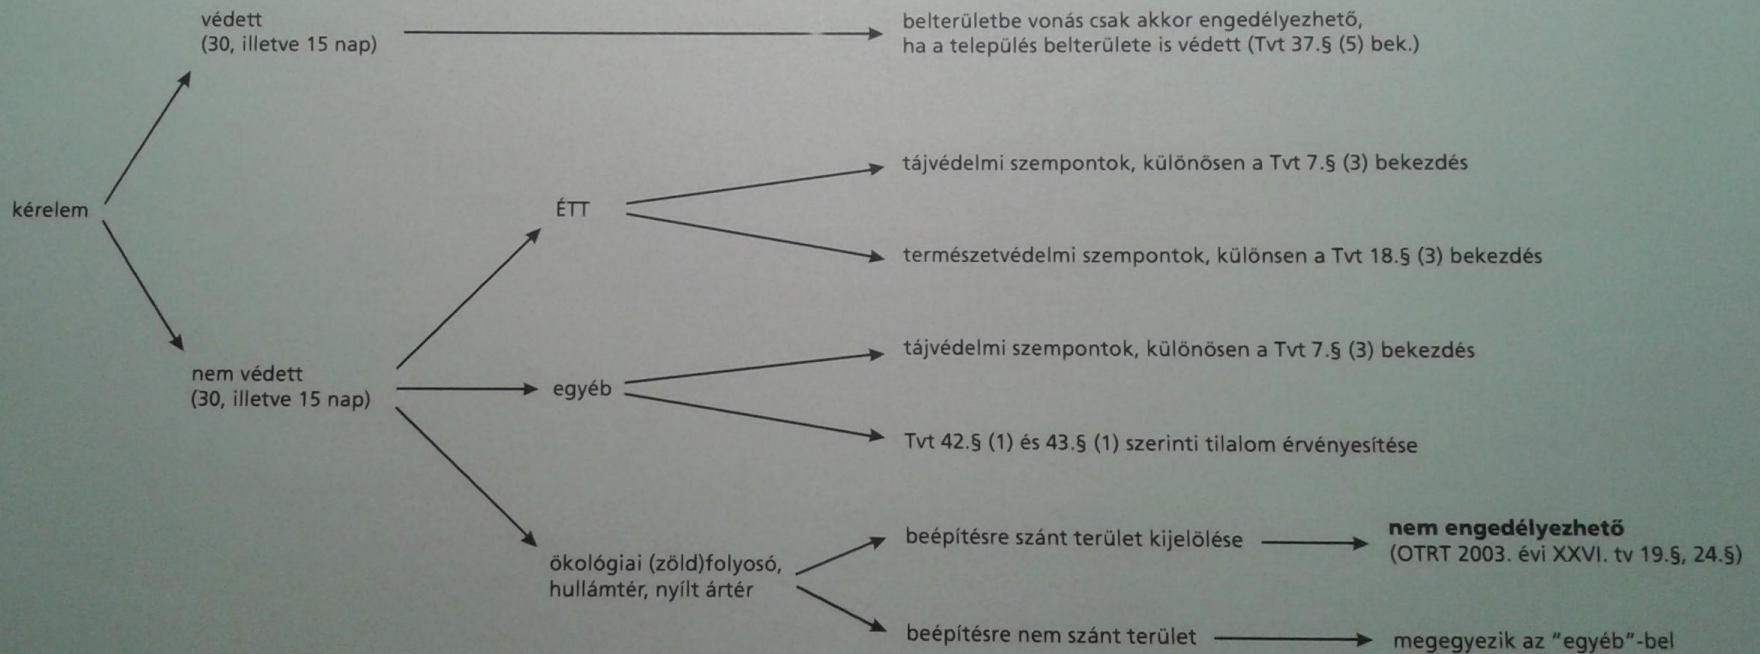 védett
(30, illetve 15 nap)
belterületbe vonás csak akkor engedélyezhető,
ha a település belterülete is védett (Tvt 37.§ (5) bek.)
kérelem
ÉTT
tájvédelmi szempontok, különösen a Tvt 7.§ (3) bekezdés
természetvédelmi szempontok, különsen a Tvt 18.§ (3) bekezdés
nem védett
(30, illetve 15 nap)
egyéb
tájvédelmi szempontok, különösen a Tvt 7.§ (3) bekezdés
Tvt 42.§ (1) és 43.§ (1) szerinti tilalom érvényesítése
ökológiai (zöld)folyosó,
hullámtér, nyílt ártér
beépítésre szánt terület kijelölése
nem engedélyezhető
(OTRT 2003. évi XXVI. tv 19.§, 24.§)
beépítésre nem szánt terület
megegyezik az "egyéb"-bel